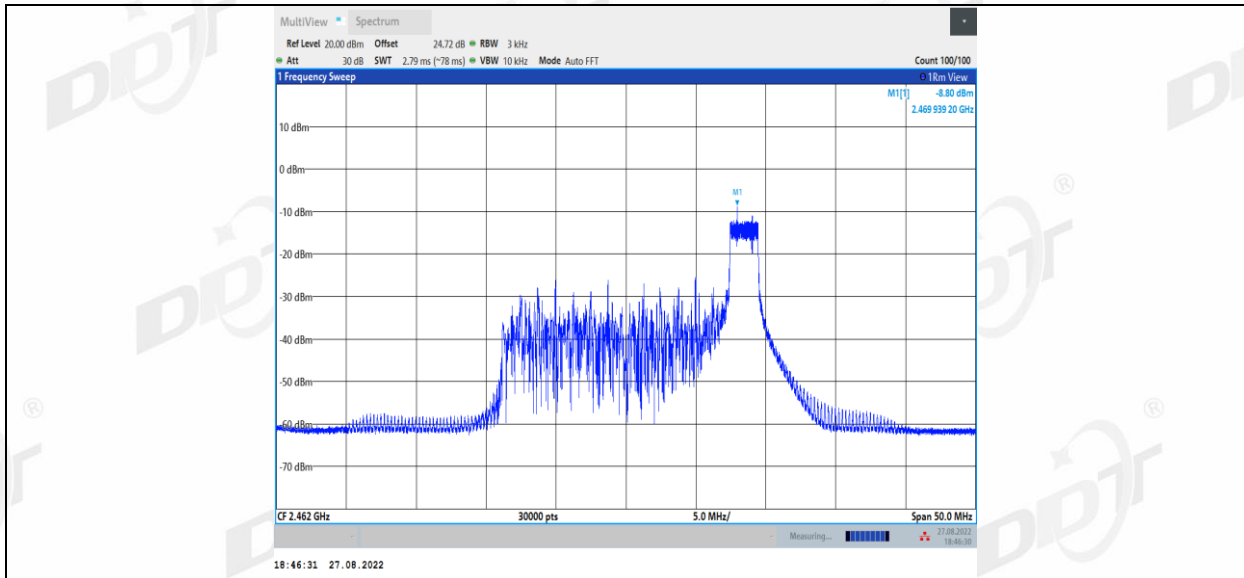 MultiView Spectrum
Ref Level 20.00 dBm Offset 24.72 dB RBW 3 kHz
Att 30 dB SWT 2.79 ms (~78 ms) VBW 10 kHz Mode Auto FFT Count 100/100
1 Frequency Sweep 1Rm View
M1[1] -8.80 dBm
2.469 939 20 GHz
10 dBm
0 dBm
M1
-10 dBm
-20 dBm
-30 dBm
-40 dBm
-50 dBm
-60 dBm
-70 dBm
CF 2.462 GHz 30000 pts 5.0 MHz/ Span 50.0 MHz
Measuring... 27.08.2022
18:46:30
18:46:31 27.08.2022
DDT
®